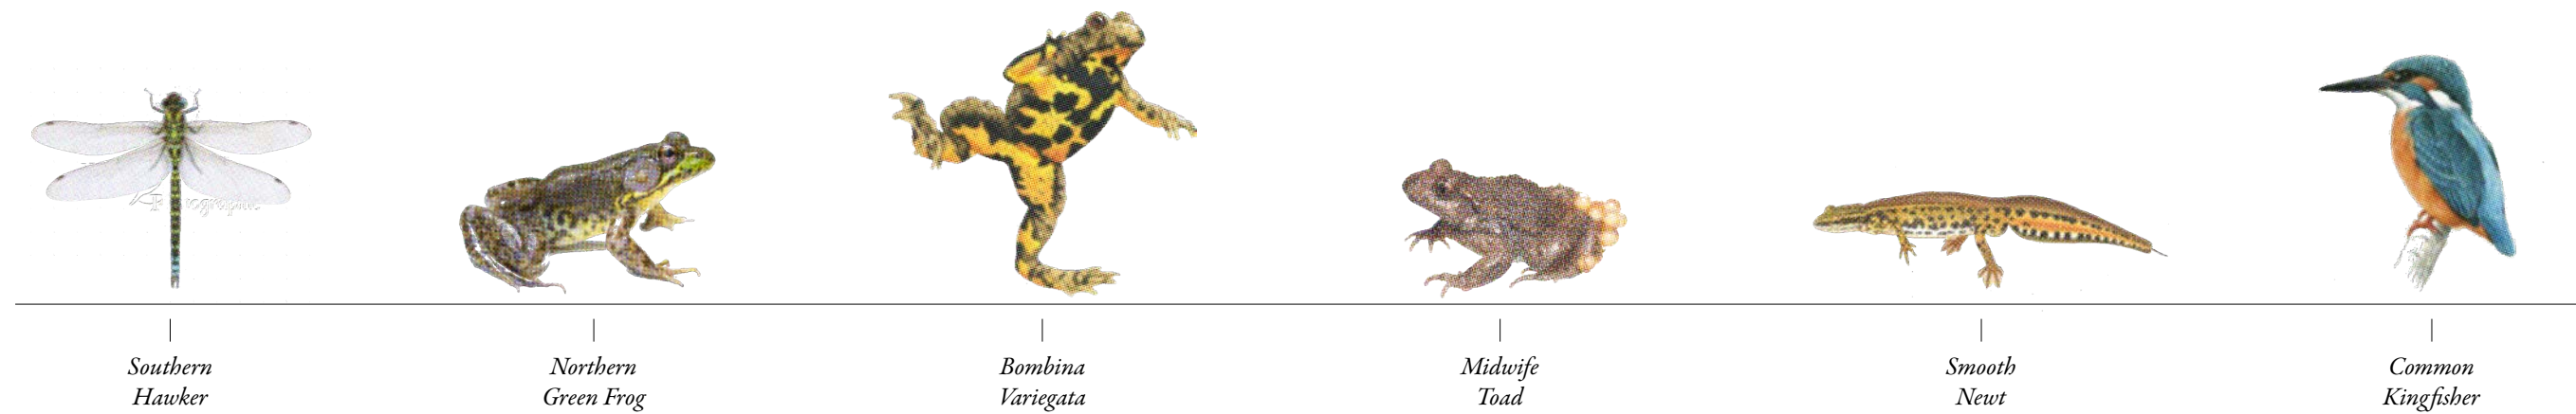 Southern
Hawker
Northern
Green Frog
Bombina
Variegata
Midwife
Toad
Smooth
Newt
Common
Kingfisher